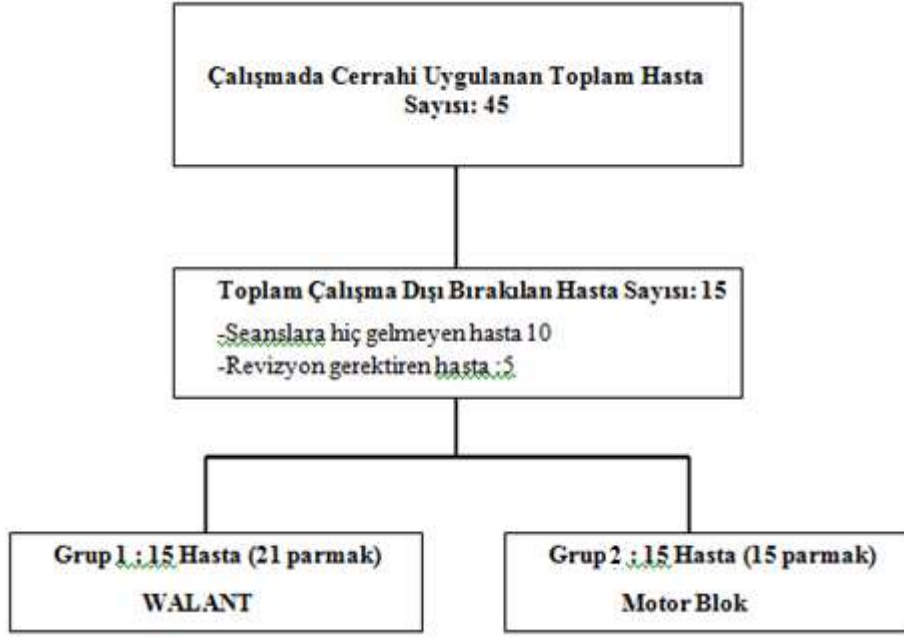 Çalışmada Cerrahi Uygulanan Toplam Hasta
Sayısı: 45
Toplam Çalışma Dışı Bırakılan Hasta Sayısı: 15
-Seanslara hiç gelmeyen hasta 10
-Revizyon gerektiren hasta :5
Grup 1 : 15 Hasta (21 parmak)
WALANT
Grup 2 : 15 Hasta (15 parmak)
Motor Blok